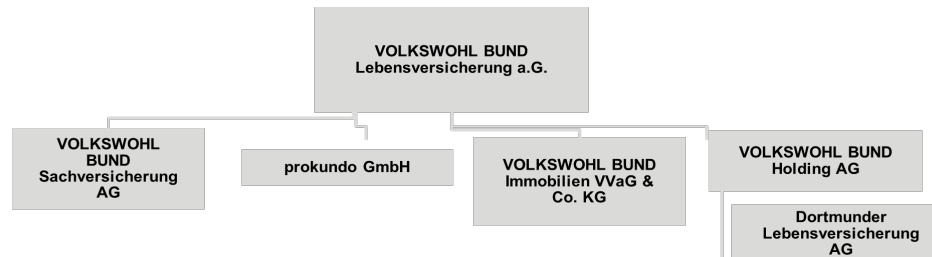 VOLKSWOHL BUND
Lebensversicherung a.G.
VOLKSWOHL
BUND
Sachversicherung
AG
prokundo GmbH
VOLKSWOHL BUND
Immobilien VVaG &
Co. KG
VOLKSWOHL BUND
Holding AG
Dortmunder
Lebensversicherung
AG